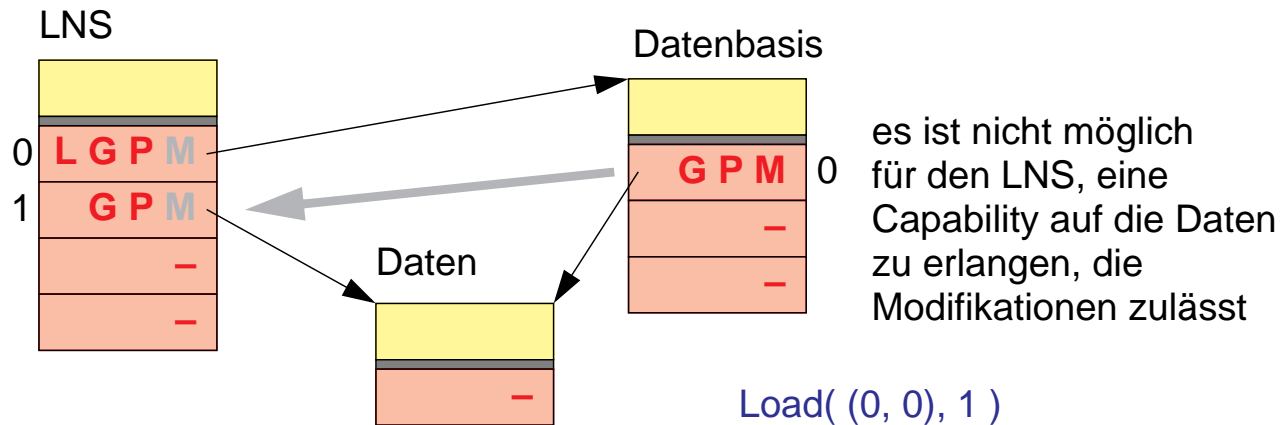 LNS
Datenbasis
0 L G P M
1 G P M
–
–
G P M 0
–
–
es ist nicht möglich
für den LNS, eine
Capability auf die Daten
zu erlangen, die
Modifikationen zulässt
Daten
–
Load( (0, 0), 1 )